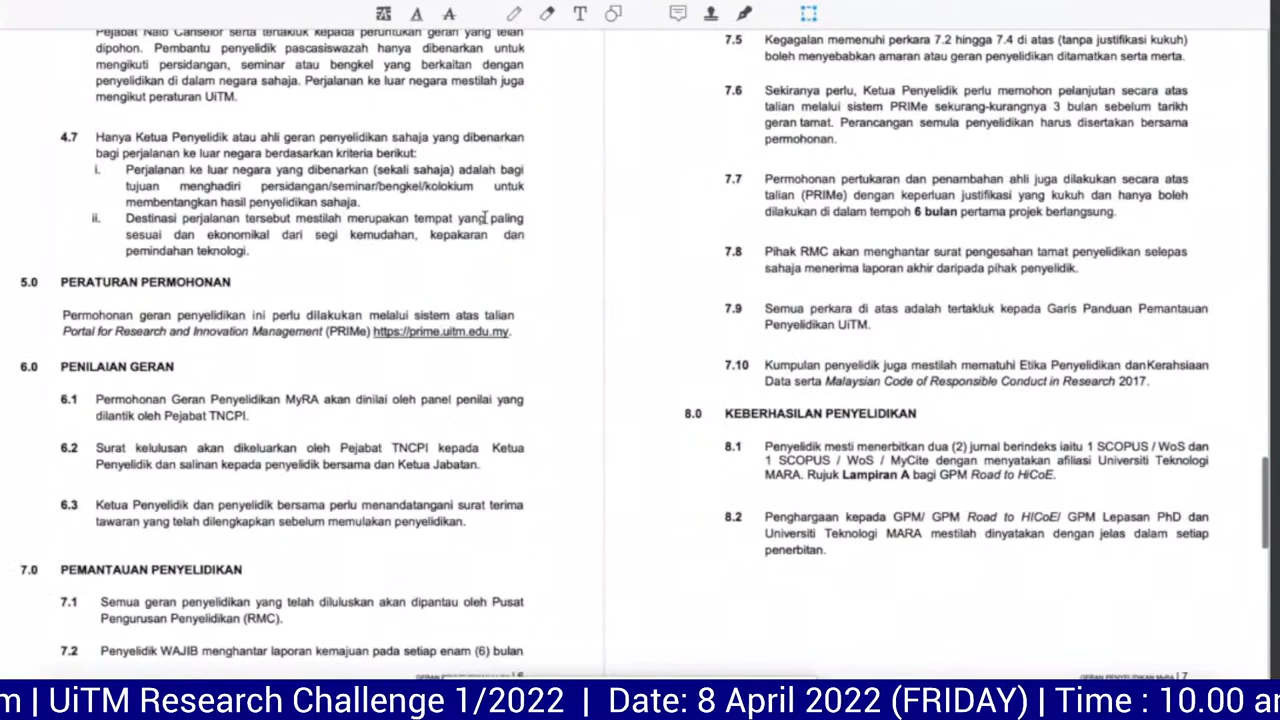 Pejabat Naib Canselor serta tertakluk kepada peruntukan geran yang telah
dipohon. Pembantu penyelidik pascasiswazah hanya dibenarkan untuk
mengikuti persidangan, seminar atau bengkel yang berkaitan dengan
penyelidikan di dalam negara sahaja. Perjalanan ke luar negara mestilah juga
mengikut peraturan UiTM.
4.7 Hanya Ketua Penyelidik atau ahli geran penyelidikan sahaja yang dibenarkan
bagi perjalanan ke luar negara berdasarkan kriteria berikut:
i. Perjalanan ke luar negara yang dibenarkan (sekali sahaja) adalah bagi
tujuan menghadiri persidangan/seminar/bengkel/kolokium untuk
membentangkan hasil penyelidikan sahaja.
ii. Destinasi perjalanan tersebut mestilah merupakan tempat yang paling
sesuai dan ekonomikal dari segi kemudahan, kepakaran dan
pemindahan teknologi.
5.0 PERATURAN PERMOHONAN
Permohonan geran penyelidikan ini perlu dilakukan melalui sistem atas talian
Portal for Research and Innovation Management (PRIMe) https://prime.uitm.edu.my.
6.0 PENILAIAN GERAN
6.1 Permohonan Geran Penyelidikan MyRA akan dinilai oleh panel penilai yang
dilantik oleh Pejabat TNCPI.
6.2 Surat kelulusan akan dikeluarkan oleh Pejabat TNCPI kepada Ketua
Penyelidik dan salinan kepada penyelidik bersama dan Ketua Jabatan.
6.3 Ketua Penyelidik dan penyelidik bersama perlu menandatangani surat terima
tawaran yang telah dilengkapkan sebelum memulakan penyelidikan.
7.0 PEMANTAUAN PENYELIDIKAN
7.1 Semua geran penyelidikan yang telah diluluskan akan dipantau oleh Pusat
Pengurusan Penyelidikan (RMC).
7.2 Penyelidik WAJIB menghantar laporan kemajuan pada setiap enam (6) bulan
7.5 Kegagalan memenuhi perkara 7.2 hingga 7.4 di atas (tanpa justifikasi kukuh)
boleh menyebabkan amaran atau geran penyelidikan ditamatkan serta merta.
7.6 Sekiranya perlu, Ketua Penyelidik perlu memohon pelanjutan secara atas
talian melalui sistem PRIMe sekurang-kurangnya 3 bulan sebelum tarikh
geran tamat. Perancangan semula penyelidikan harus disertakan bersama
permohonan.
7.7 Permohonan pertukaran dan penambahan ahli juga dilakukan secara atas
talian (PRIMe) dengan keperluan justifikasi yang kukuh dan hanya boleh
dilakukan di dalam tempoh 6 bulan pertama projek berlangsung.
7.8 Pihak RMC akan menghantar surat pengesahan tamat penyelidikan selepas
sahaja menerima laporan akhir daripada pihak penyelidik.
7.9 Semua perkara di atas adalah tertakluk kepada Garis Panduan Pemantauan
Penyelidikan UiTM.
7.10 Kumpulan penyelidik juga mestilah mematuhi Etika Penyelidikan danKerahsiaan
Data serta Malaysian Code of Responsible Conduct in Research 2017.
8.0 KEBERHASILAN PENYELIDIKAN
8.1 Penyelidik mesti menerbitkan dua (2) jurnal berindeks iaitu 1 SCOPUS / WoS dan
1 SCOPUS / WoS / MyCite dengan menyatakan afiliasi Universiti Teknologi
MARA. Rujuk Lampiran A bagi GPM Road to HiCoE.
8.2 Penghargaan kepada GPM/ GPM Road to HICoE/ GPM Lepasan PhD dan
Universiti Teknologi MARA mestilah dinyatakan dengan jelas dalam setiap
penerbitan.
m | UiTM Research Challenge 1/2022 | Date: 8 April 2022 (FRIDAY) | Time : 10.00 an